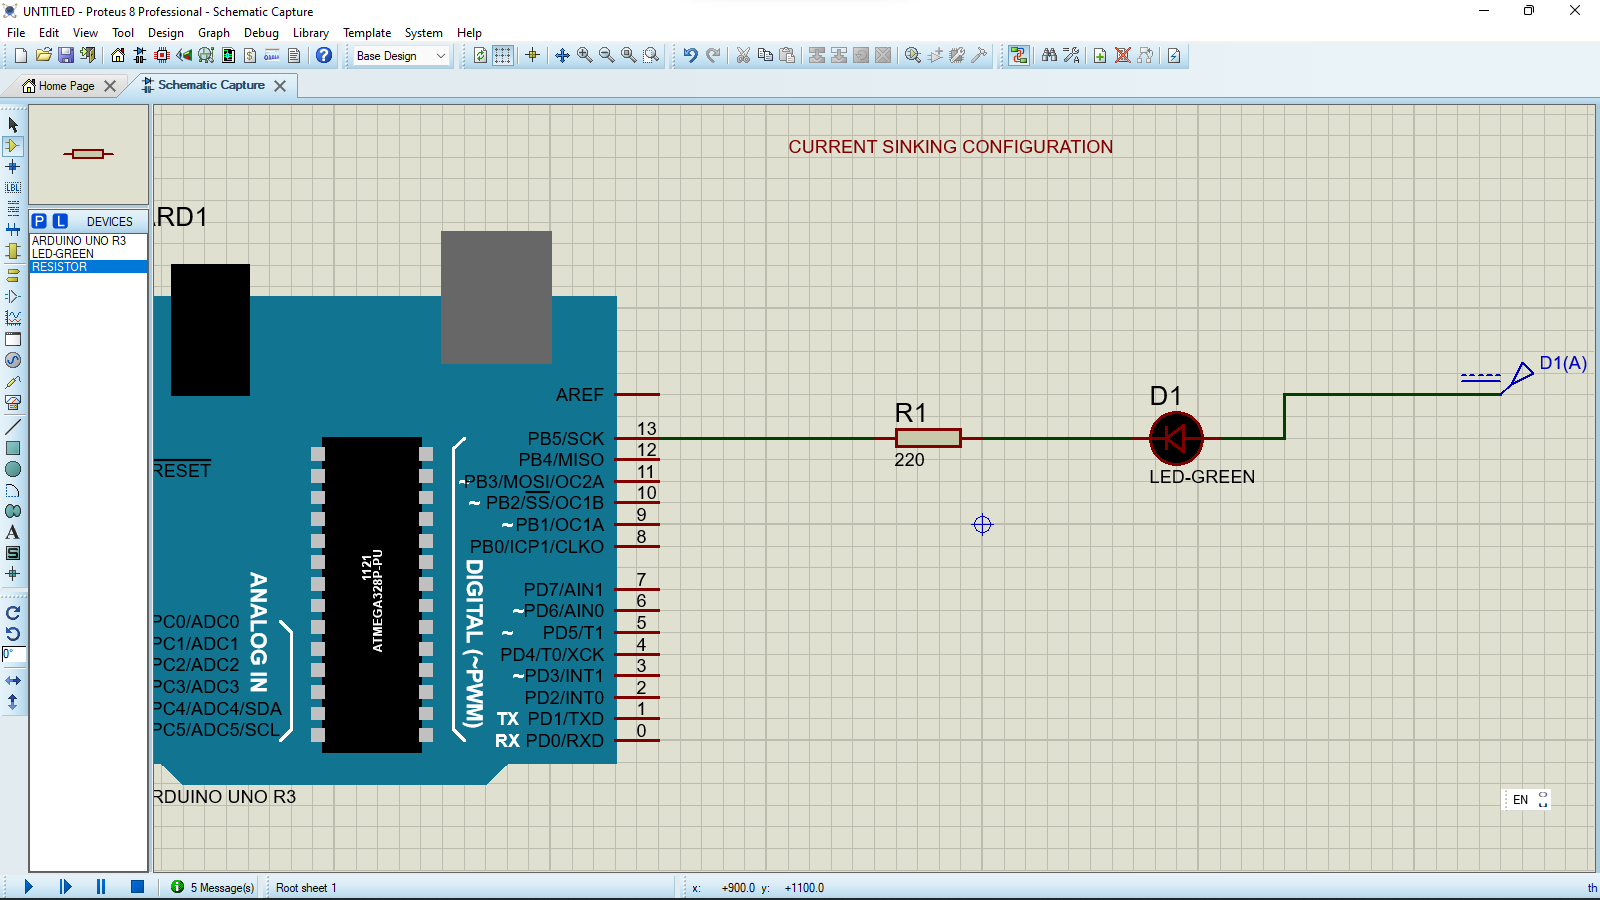 UNTITLED - Proteus 8 Professional - Schematic Capture
File Edit View Tool Design Graph Debug Library Template System Help
Base Design
Home Page Schematic Capture
CURRENT SINKING CONFIGURATION
LBL
P L DEVICES
ARDUINO UNO R3
LED-GREEN
RESISTOR
RD1
AREF
PB5/SCK 13
PB4/MISO 12
~PB3/MOSI/OC2A 11
~ PB2/SS/OC1B 10
~PB1/OC1A 9
PB0/ICP1/CLKO 8
PD7/AIN1 7
~PD6/AIN0 6
~ PD5/T1 5
PD4/T0/XCK 4
~PD3/INT1 3
PD2/INT0 2
TX PD1/TXD 1
RX PD0/RXD 0
RESET
PC0/ADC0
PC1/ADC1
PC2/ADC2
PC3/ADC3
PC4/ADC4/SDA
PC5/ADC5/SCL
ANALOG IN
1121
ATMEGA328P-PU
DIGITAL (~PWM)
RDUINO UNO R3
R1
220
D1
LED-GREEN
D1(A)
A
S
0°
EN
5 Message(s) Root sheet 1 x: +900.0 y: +1100.0 th